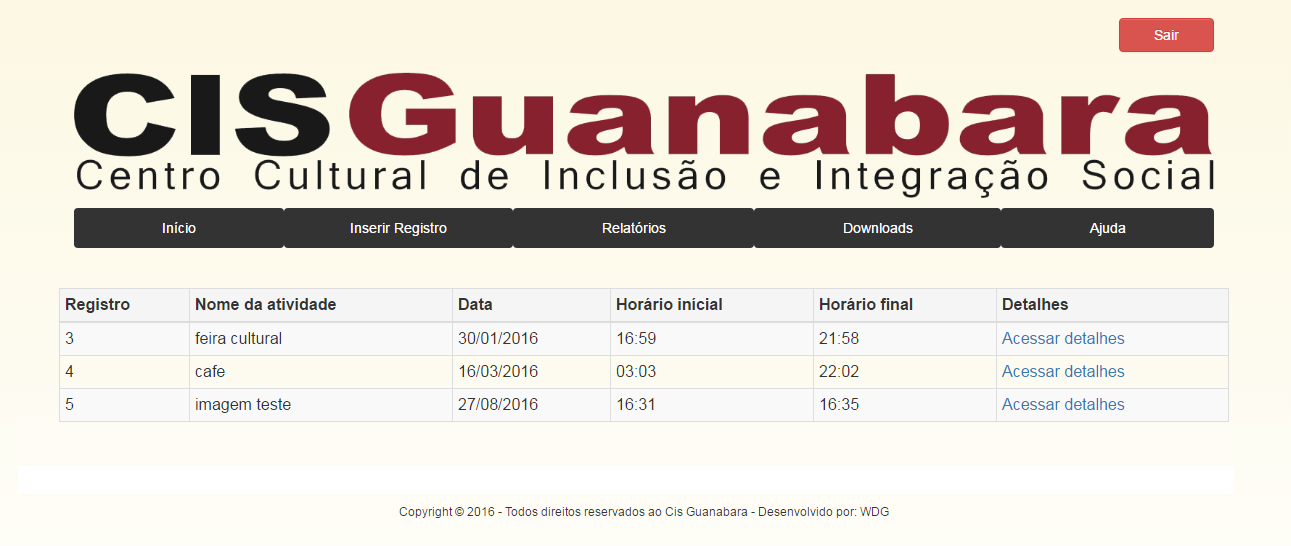 Sair
CISGuanabara
Centro Cultural de Inclusão e Integração Social
Início Inserir Registro Relatórios Downloads Ajuda
Registro Nome da atividade Data Horário inicial Horário final Detalhes
3 feira cultural 30/01/2016 16:59 21:58 Acessar detalhes
4 cafe 16/03/2016 03:03 22:02 Acessar detalhes
5 imagem teste 27/08/2016 16:31 16:35 Acessar detalhes
Copyright © 2016 - Todos direitos reservados ao Cis Guanabara - Desenvolvido por: WDG